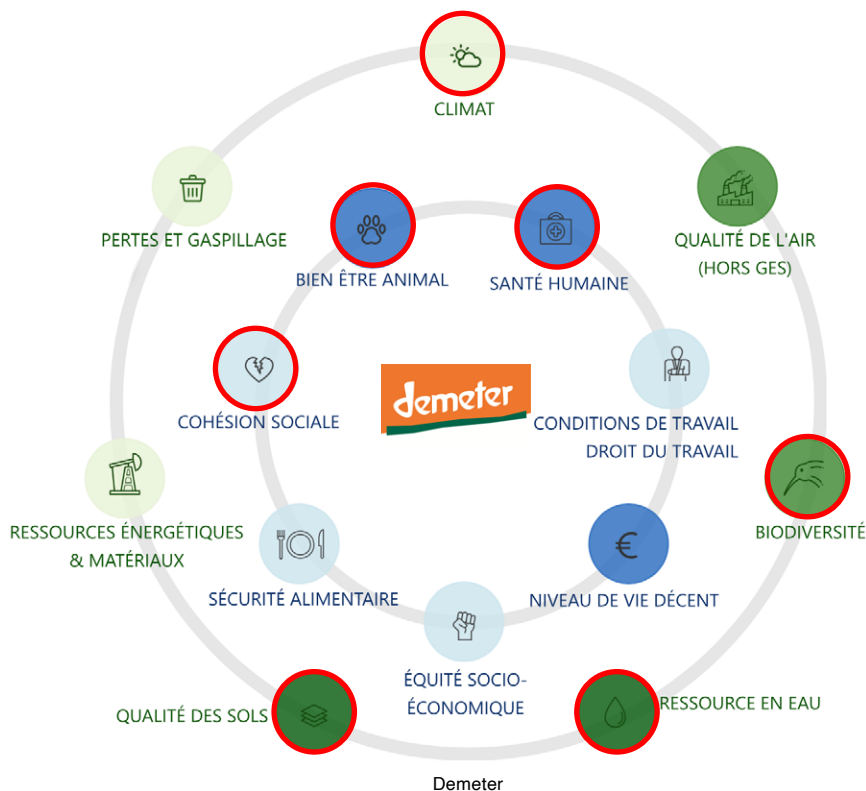 CLIMAT
PERTES ET GASPILLAGE
QUALITÉ DE L'AIR
(HORS GES)
BIEN ÊTRE ANIMAL
SANTÉ HUMAINE
COHÉSION SOCIALE
demeter
CONDITIONS DE TRAVAIL
DROIT DU TRAVAIL
RESSOURCES ÉNERGÉTIQUES
& MATÉRIAUX
BIODIVERSITÉ
SÉCURITÉ ALIMENTAIRE
€
NIVEAU DE VIE DÉCENT
ÉQUITÉ SOCIO-
ÉCONOMIQUE
QUALITÉ DES SOLS
RESSOURCE EN EAU
Demeter